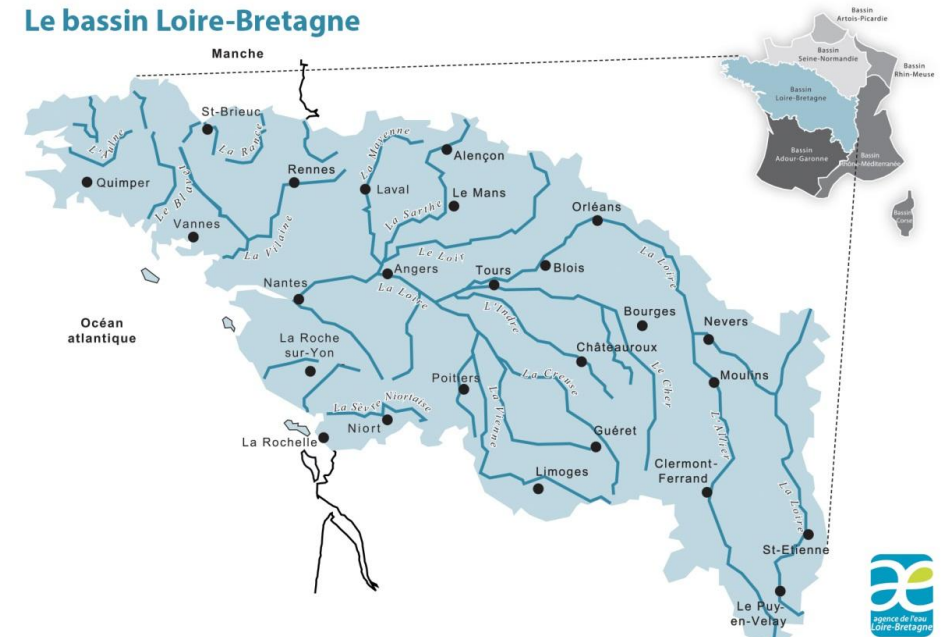 Le bassin Loire-Bretagne
Manche
Bassin
Artois-Picardie
Bassin
Seine-Normandie
Bassin
Rhin-Meuse
Bassin
Loire-Bretagne
Bassin
Adour-Garonne
Bassin
Rhône-Méditerranée
Bassin
Corse
St-Brieuc
L'Aulne
La Rance
La Mayenne
Alençon
Quimper
Le Blavet
Rennes
Laval
Le Mans
La Sarthe
Orléans
Vannes
La Vilaine
Le Loir
La Loire
Nantes
Angers
Tours
Blois
La Loire
Océan
atlantique
L'Indre
Bourges
Nevers
La Roche
sur-Yon
Châteauroux
Poitiers
La Creuse
Le Cher
Moulins
La Sèvre Niortaise
La Vienne
Niort
L'Allier
La Rochelle
Guéret
Limoges
Clermont-
Ferrand
La Loire
St-Etienne
Le Puy-
en-Velay
agence de l'eau
Loire-Bretagne